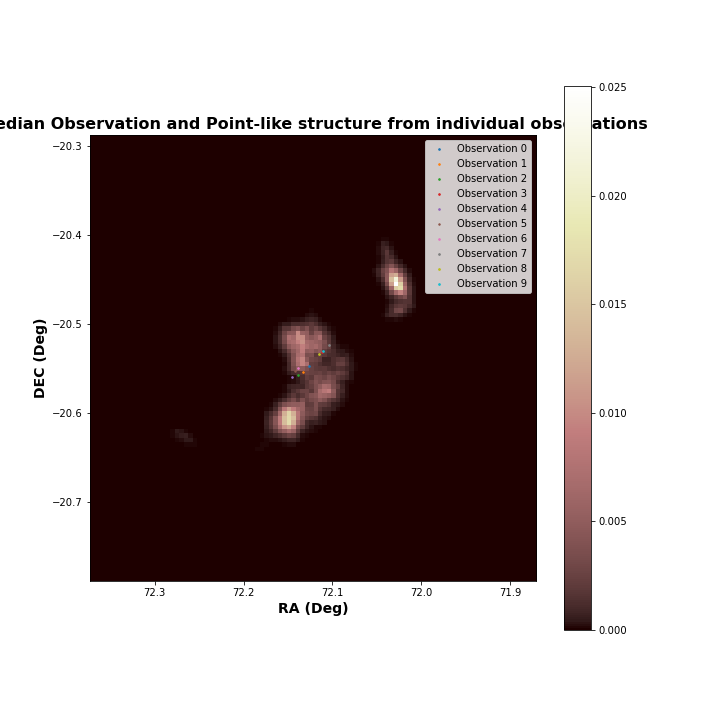 edian Observation and Point-like structure from individual obse ations
Observation 0
Observation 1
Observation 2
Observation 3
Observation 4
Observation 5
Observation 6
Observation 7
Observation 8
Observation 9
−20.3
−20.4
−20.5
−20.6
−20.7
DEC (Deg)
72.3 72.2 72.1 72.0 71.9
RA (Deg)
0.025
0.020
0.015
0.010
0.005
0.000